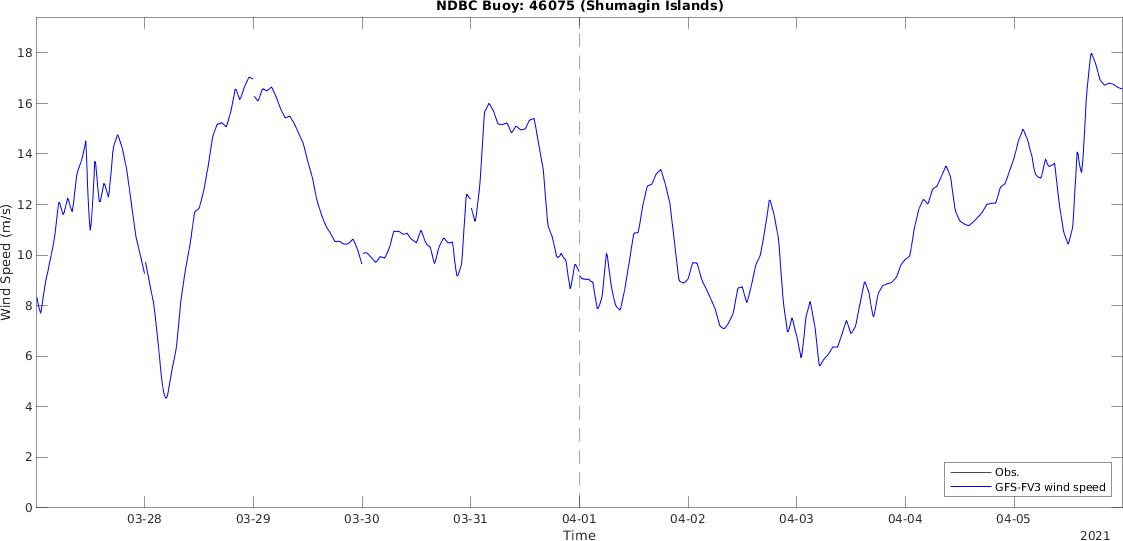 NDBC Buoy: 46075 (Shumagin Islands)
18
16
14
12
10
8
6
4
2
0
Wind Speed (m/s)
Obs.
GFS-FV3 wind speed
03-28 03-29 03-30 03-31 04-01 04-02 04-03 04-04 04-05
Time
2021